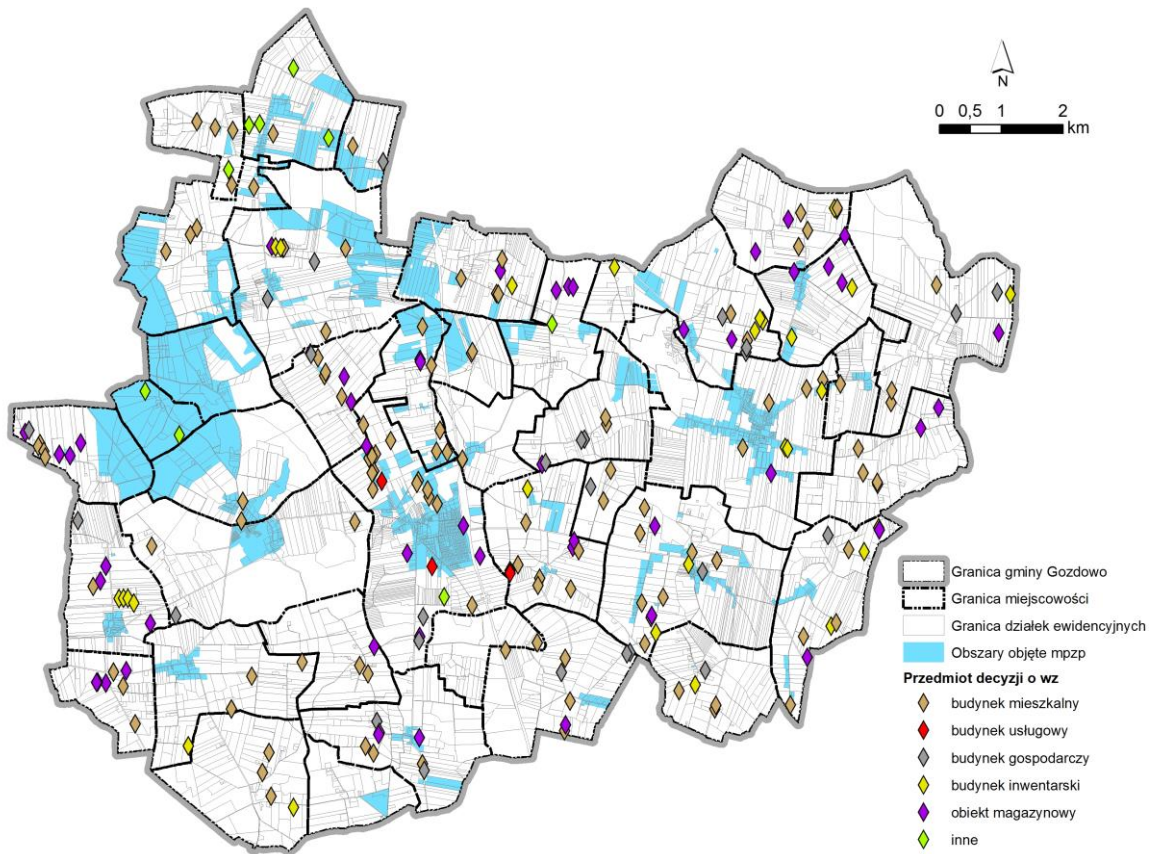 N
0 0,5 1 2
km
Granica gminy Gozdowo
Granica miejscowości
Granica działek ewidencyjnych
Obszary objęte mpzp
Przedmiot decyzji o wz
budynek mieszkalny
budynek usługowy
budynek gospodarczy
budynek inwentarski
obiekt magazynowy
inne